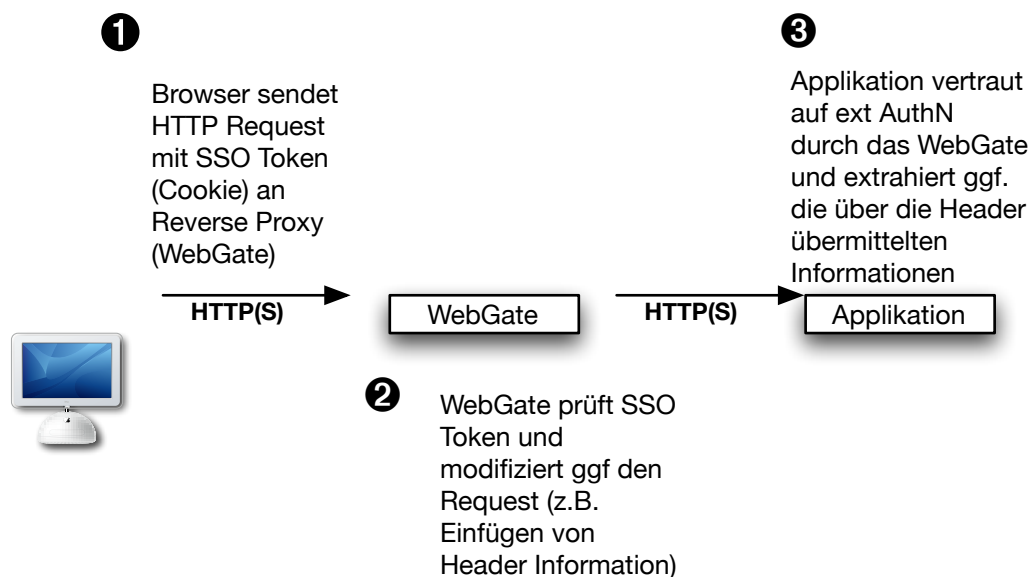 ❶
Browser sendet
HTTP Request
mit SSO Token
(Cookie) an
Reverse Proxy
(WebGate)
HTTP(S)
WebGate
❷
WebGate prüft SSO
Token und
modifiziert ggf den
Request (z.B.
Einfügen von
Header Information)
HTTP(S)
❸
Applikation vertraut
auf ext AuthN
durch das WebGate
und extrahiert ggf.
die über die Header
übermittelten
Informationen
Applikation